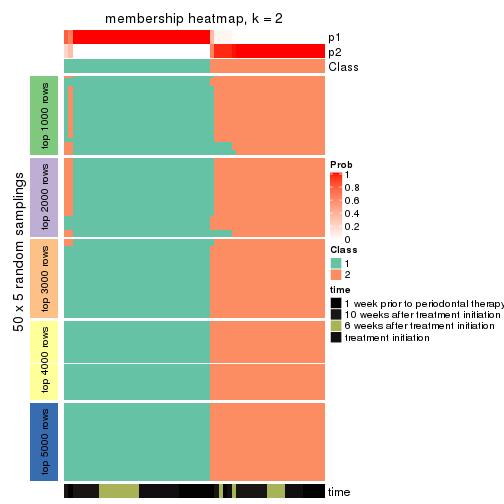 membership heatmap, k = 2
p1
p2
Class
50 x 5 random samplings
top 1000 rows
top 2000 rows
top 3000 rows
top 4000 rows
top 5000 rows
Prob
1
0.8
0.6
0.4
0.2
0
Class
1
2
time
1 week prior to periodontal therapy
10 weeks after treatment initiation
6 weeks after treatment initiation
treatment initiation
time